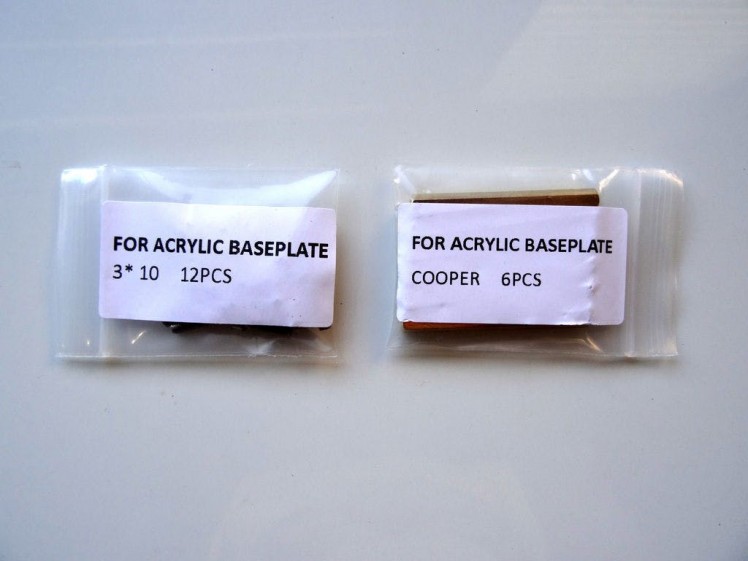 FOR ACRYLIC BASEPLATE
3* 10 12PCS
FOR ACRYLIC BASEPLATE
COOPER 6PCS